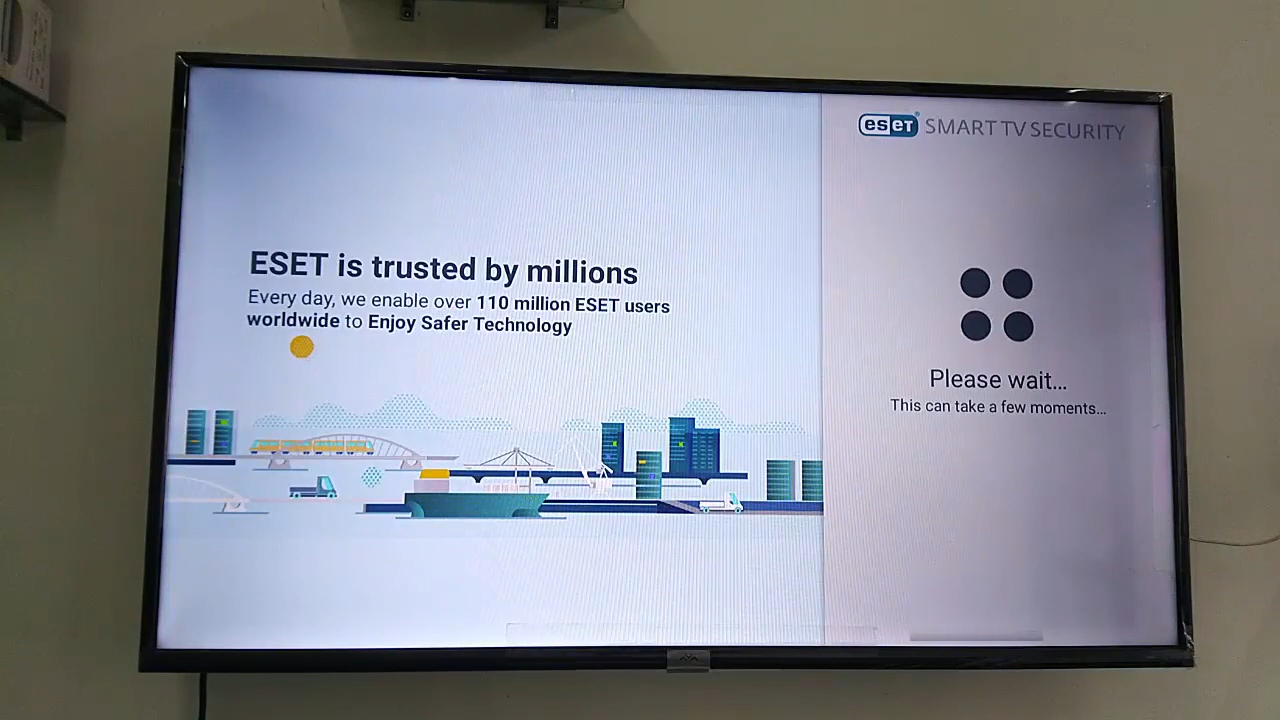 eset SMART TV SECURITY
ESET is trusted by millions
Every day, we enable over 110 million ESET users
worldwide to Enjoy Safer Technology
Please wait...
This can take a few moments...